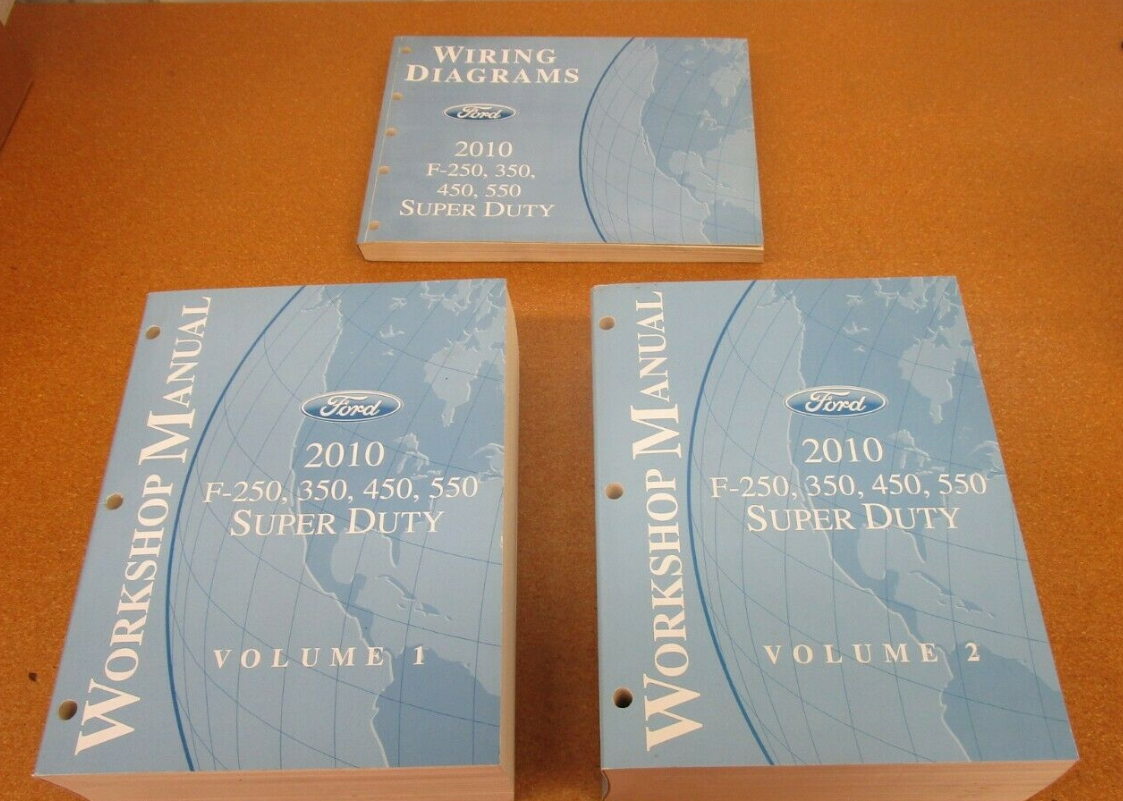 WIRING
DIAGRAMS
Ford
2010
F-250, 350,
450, 550
SUPER DUTY
WORKSHOP MANUAL
Ford
2010
F-250, 350, 450, 550
SUPER DUTY
VOLUME 1
WORKSHOP MANUAL
Ford
2010
F-250, 350, 450, 550
SUPER DUTY
VOLUME 2